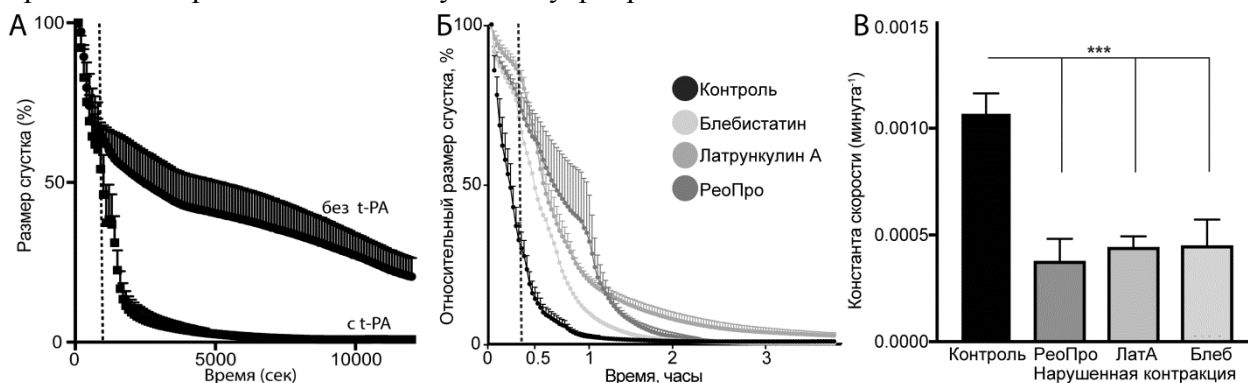 А
100
50
0
Размер сгустка (%)
без t-PA
с t-PA
0
5000
10000
Время (сек)
Б
100
50
0
Относительный размер сгустка, %
Контроль
Блебистатин
Латрункулин А
РеоПро
0
0.5
1
2
3
Время, часы
В
0.0015
0.0010
0.0005
0.0000
Константа скорости (минута⁻¹)
***
Контроль
РеоПро
ЛатА
Блеб
Нарушенная контракция